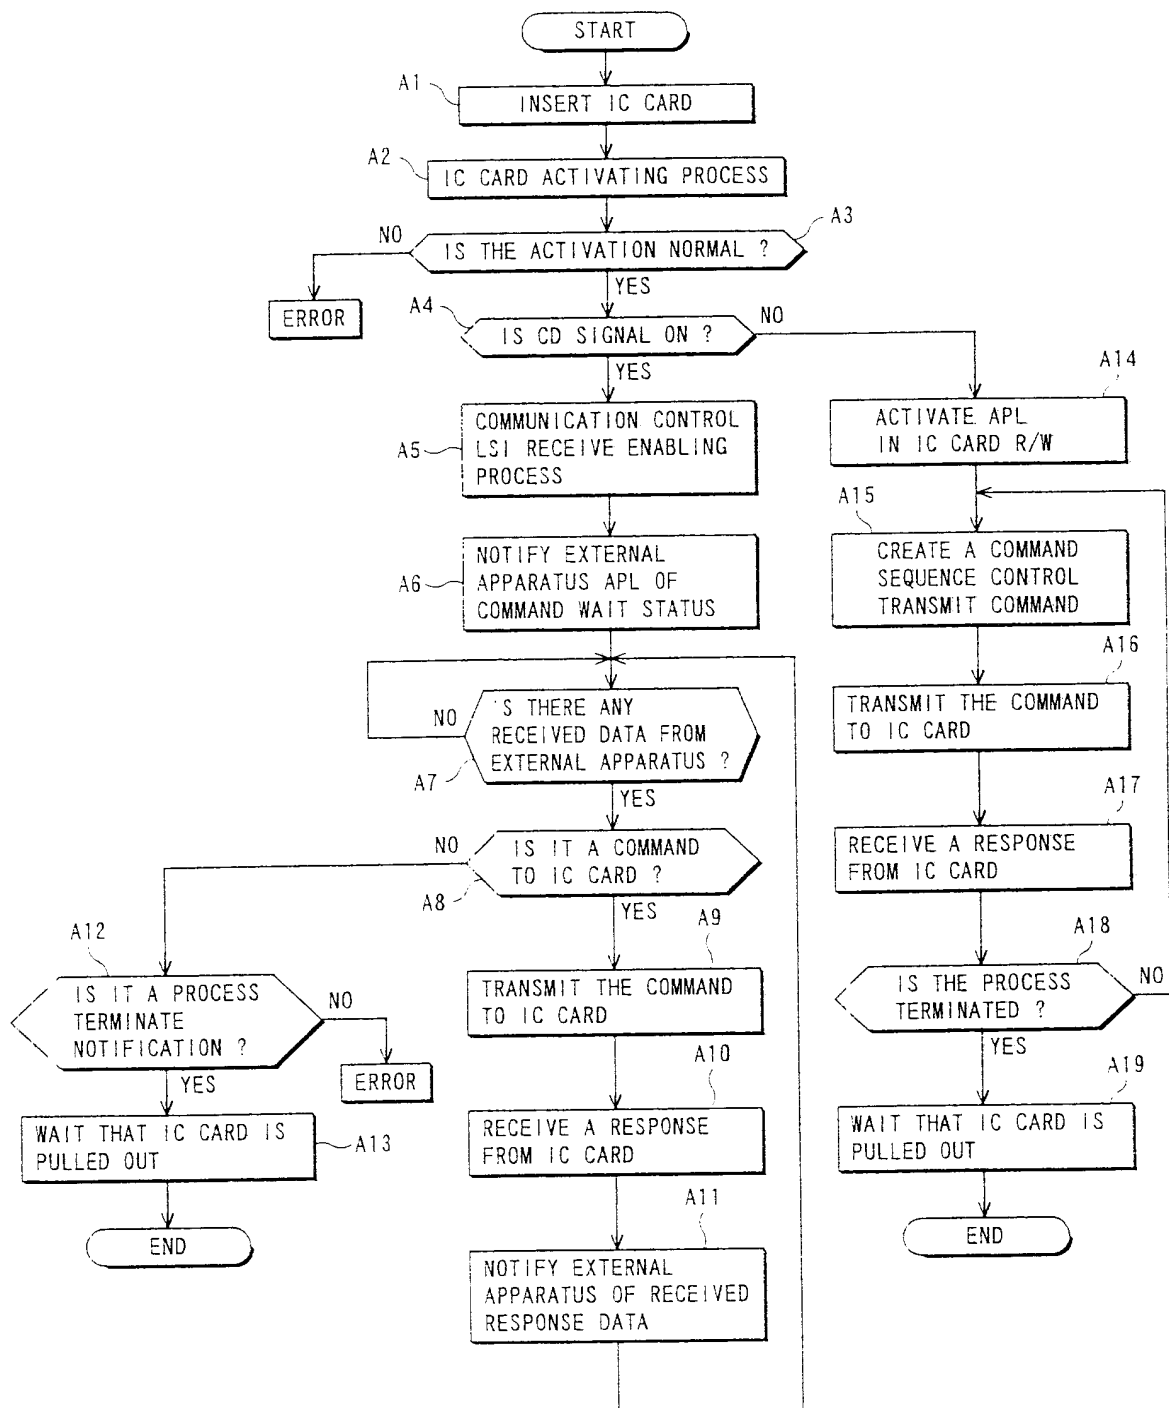 START
A1
INSERT IC CARD
A2
IC CARD ACTIVATING PROCESS
A3
NO
IS THE ACTIVATION NORMAL ?
YES
ERROR
A4
IS CD SIGNAL ON ?
NO
YES
A5
COMMUNICATION CONTROL
LSI RECEIVE ENABLING
PROCESS
A6
NOTIFY EXTERNAL
APPARATUS APL OF
COMMAND WAIT STATUS
NO
IS THERE ANY
RECEIVED DATA FROM
EXTERNAL APPARATUS ?
A7
YES
NO
IS IT A COMMAND
TO IC CARD ?
A8
YES
A12
IS IT A PROCESS
TERMINATE
NOTIFICATION ?
NO
ERROR
YES
WAIT THAT IC CARD IS
PULLED OUT
A13
END
A9
TRANSMIT THE COMMAND
TO IC CARD
A10
RECEIVE A RESPONSE
FROM IC CARD
A11
NOTIFY EXTERNAL
APPARATUS OF RECEIVED
RESPONSE DATA
A14
ACTIVATE APL
IN IC CARD R/W
A15
CREATE A COMMAND
SEQUENCE CONTROL
TRANSMIT COMMAND
A16
TRANSMIT THE COMMAND
TO IC CARD
A17
RECEIVE A RESPONSE
FROM IC CARD
A18
IS THE PROCESS
TERMINATED ?
NO
YES
A19
WAIT THAT IC CARD IS
PULLED OUT
END